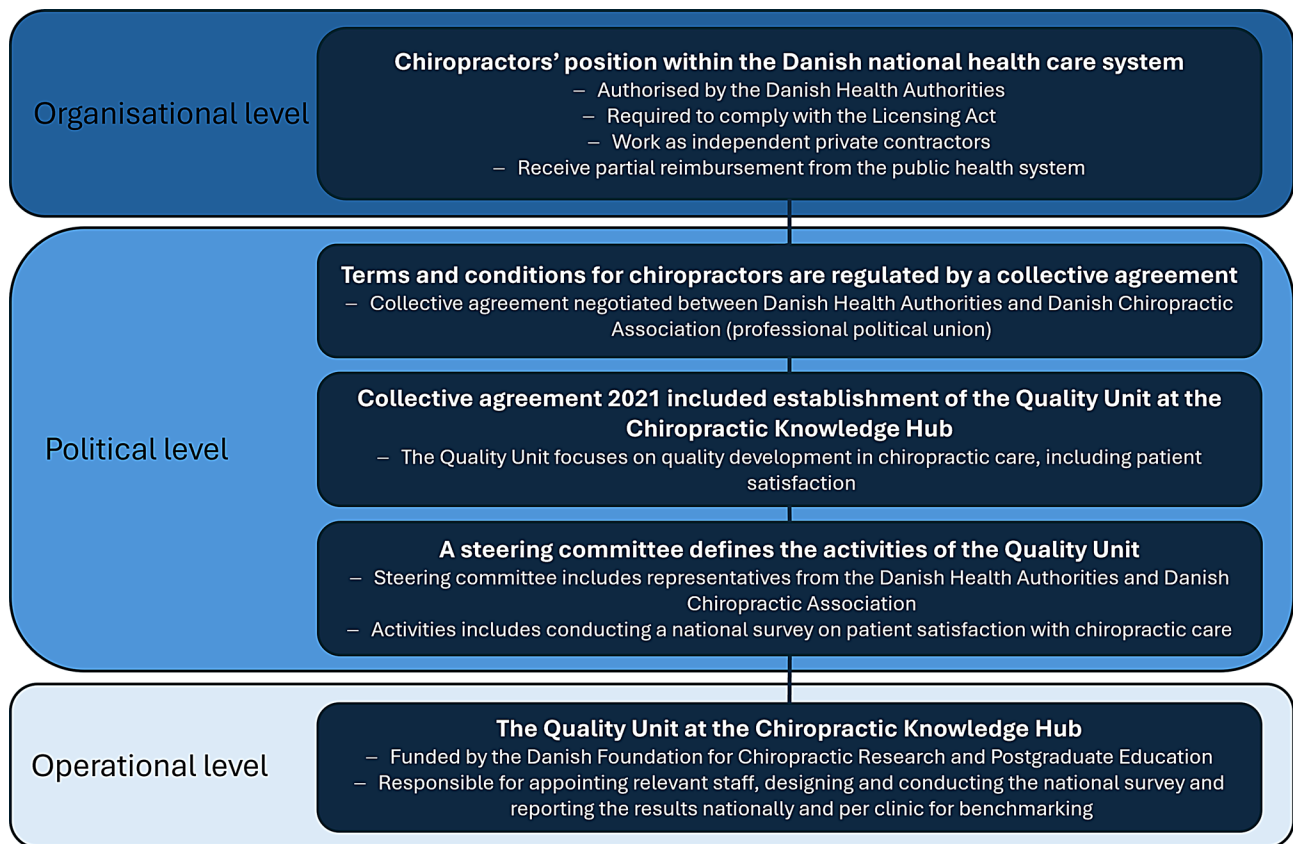 Organisational level
Chiropractors’ position within the Danish national health care system
– Authorised by the Danish Health Authorities
– Required to comply with the Licensing Act
– Work as independent private contractors
– Receive partial reimbursement from the public health system
Political level
Terms and conditions for chiropractors are regulated by a collective agreement
– Collective agreement negotiated between Danish Health Authorities and Danish Chiropractic
Association (professional political union)
Collective agreement 2021 included establishment of the Quality Unit at the
Chiropractic Knowledge Hub
– The Quality Unit focuses on quality development in chiropractic care, including patient
satisfaction
A steering committee defines the activities of the Quality Unit
– Steering committee includes representatives from the Danish Health Authorities and Danish
Chiropractic Association
– Activities includes conducting a national survey on patient satisfaction with chiropractic care
Operational level
The Quality Unit at the Chiropractic Knowledge Hub
– Funded by the Danish Foundation for Chiropractic Research and Postgraduate Education
– Responsible for appointing relevant staff, designing and conducting the national survey and
reporting the results nationally and per clinic for benchmarking